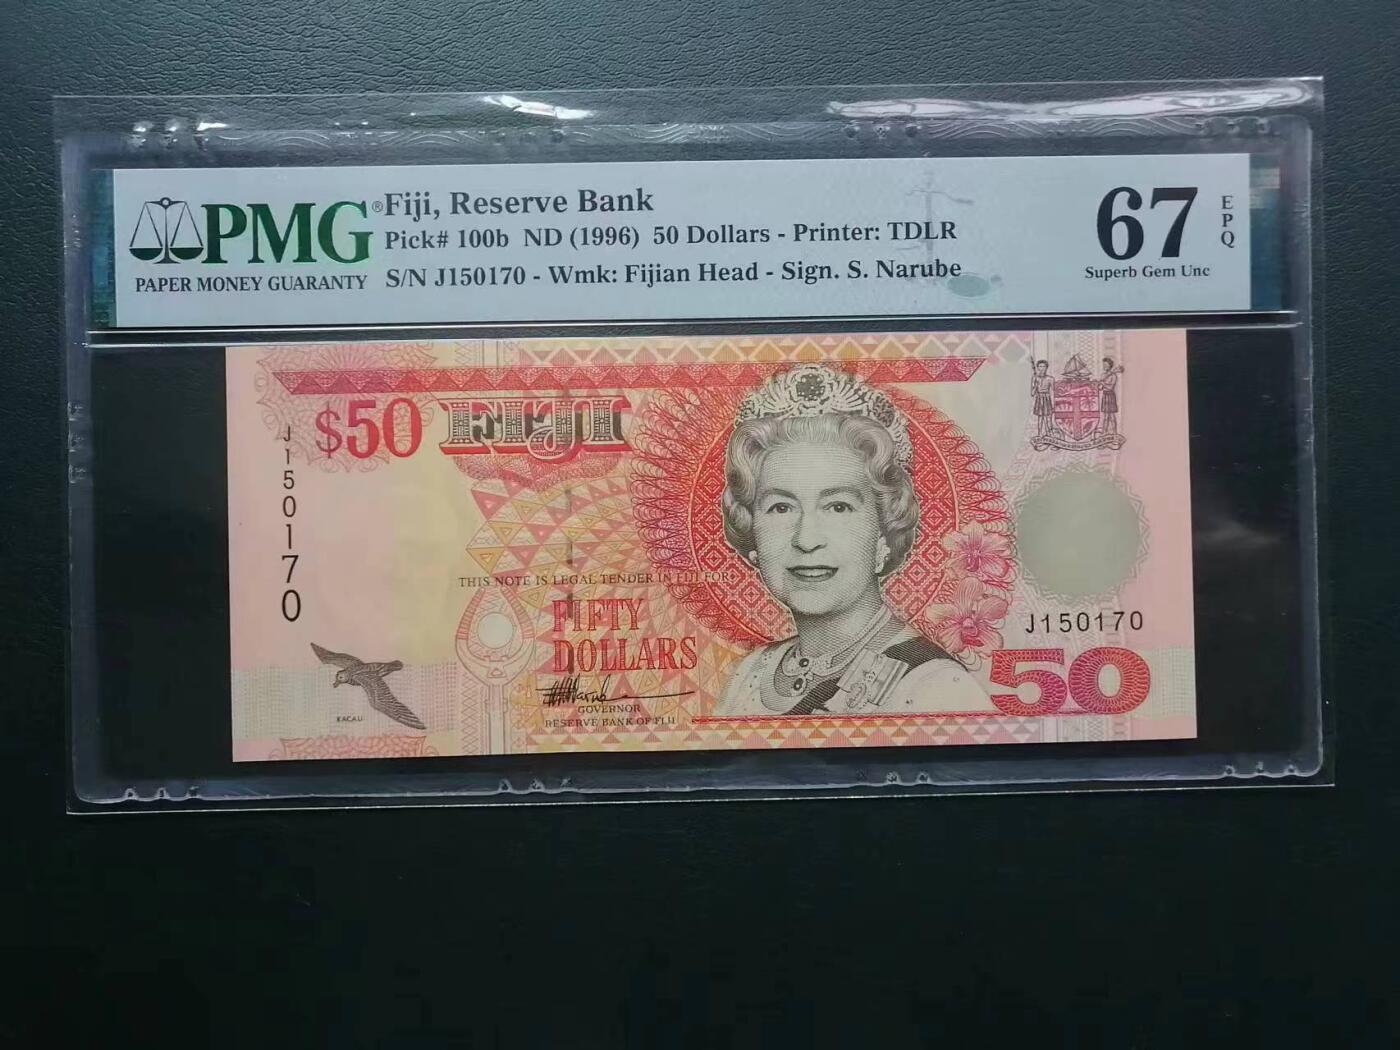 PMG®
PAPER MONEY GUARANTY
Fiji, Reserve Bank
Pick# 100b ND (1996) 50 Dollars - Printer: TDLR
S/N J150170 - Wmk: Fijian Head - Sign. S. Narube
67
EPQ
Superb Gem Unc
$50 FIJI
J150170
THIS NOTE IS LEGAL TENDER IN FIJI FOR
FIFTY
DOLLARS
GOVERNOR
RESERVE BANK OF FIJI
KACAU
J150170
50